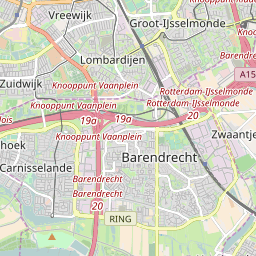 Vreewijk
Groot-IJsselmonde
Barendrecht
Lombardijen
A15
Zuidwijk
Knooppunt Vaanplein
Rotterdam-IJsselmonde
Knooppunt Vaanplein
Rotterdam-IJsselmonde
19a
19a
20
Knooppunt Vaanplein
Zwaantje
hoek
Carnisselande
Barendrecht
Barendrecht
Barendrecht
20
RING